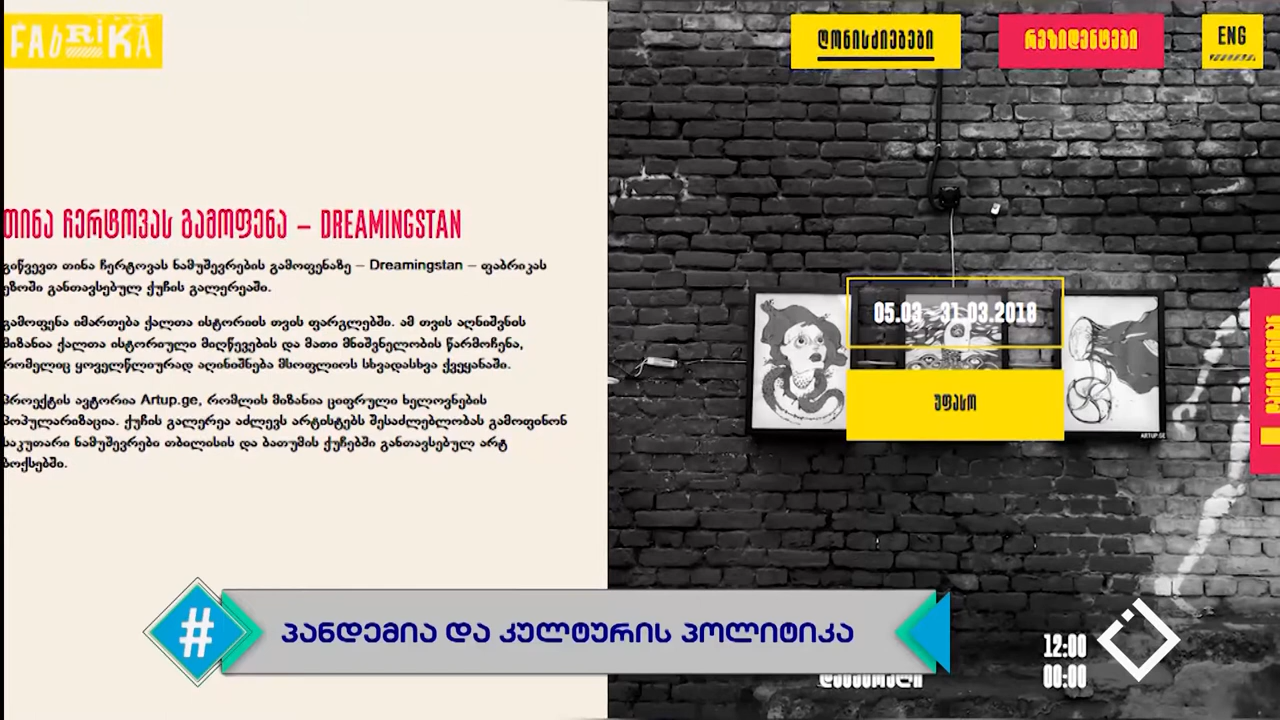 FABRIKA
ღონისძიებები
რეზიდენტები
ENG
თინა ჩერტოვას გამოფენა – DREAMINGSTAN
გიწვევთ თინა ჩერტოვას ნამუშევრების გამოფენაზე – Dreamingstan – ფაბრიკას
ეზოში განთავსებულ ქუჩის გალერეაში.
გამოფენა იმართება ქალთა ისტორიის თვის ფარგლებში. ამ თვის აღნიშვნის
მიზანია ქალთა ისტორიული მიღწევების და მათი მნიშვნელობის წარმოჩენა,
რომელიც ყოველწლიურად აღინიშნება მსოფლიოს სხვადასხვა ქვეყანაში.
პროექტის ავტორია Artup.ge, რომლის მიზანია ციფრული ხელოვნების
პოპულარიზაცია. ქუჩის გალერეა აძლევს არტისტებს შესაძლებლობას გამოფინონ
საკუთარი ნამუშევრები თბილისის და ბათუმის ქუჩებში განთავსებულ არტ
ბოქსებში.
05.03 31.03.2018
უფასო
ARTUP.GE
# პანდემია და კულტურის პოლიტიკა
12:00
00:00